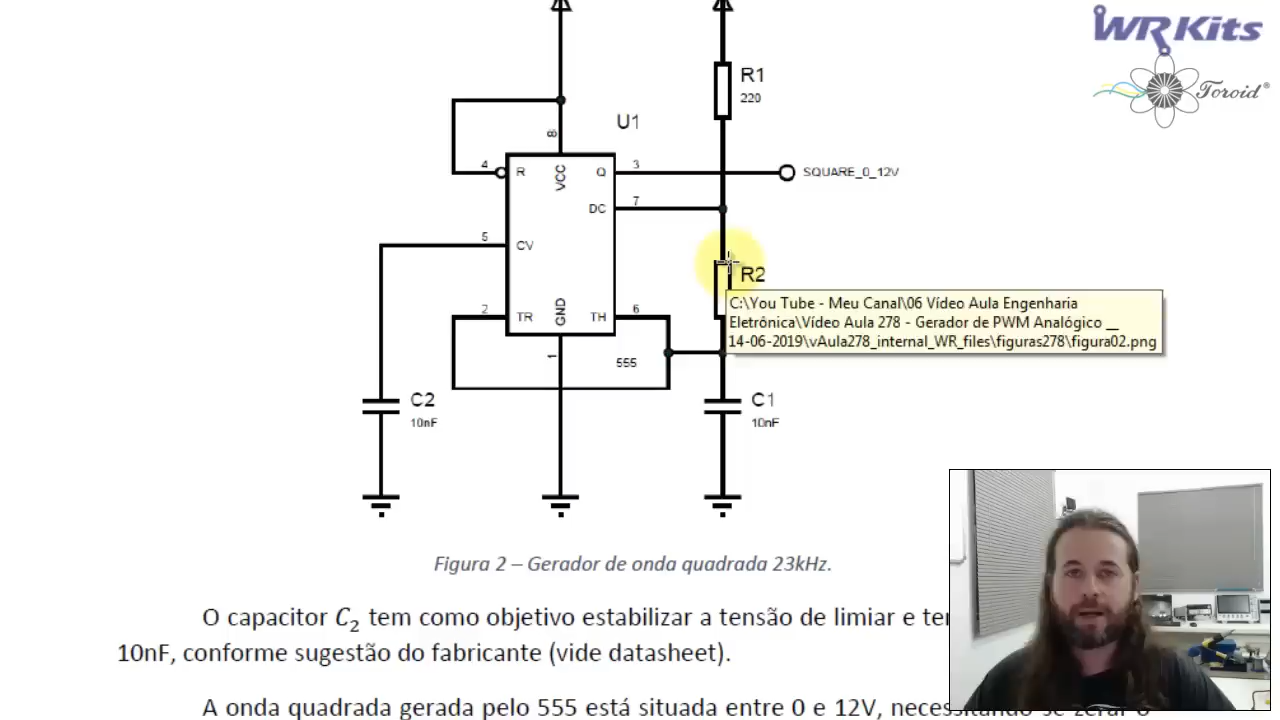 WR Kits
Toroid®
R1
220
U1
8
4
R
VCC
Q
3
SQUARE_0_12V
DC
7
5
CV
R2
C:\You Tube - Meu Canal\06 Vídeo Aula Engenharia
Eletrônica\Vídeo Aula 278 - Gerador de PWM Analógico __
14-06-2019\vAula278_internal_WR_files\figuras278\figura02.png
2
TR
GND
TH
6
1
555
C2
10nF
C1
10nF
Figura 2 – Gerador de onda quadrada 23kHz.
O capacitor C2 tem como objetivo estabilizar a tensão de limiar e
10nF, conforme sugestão do fabricante (vide datasheet).
A onda quadrada gerada pelo 555 está situada entre 0 e 12V,